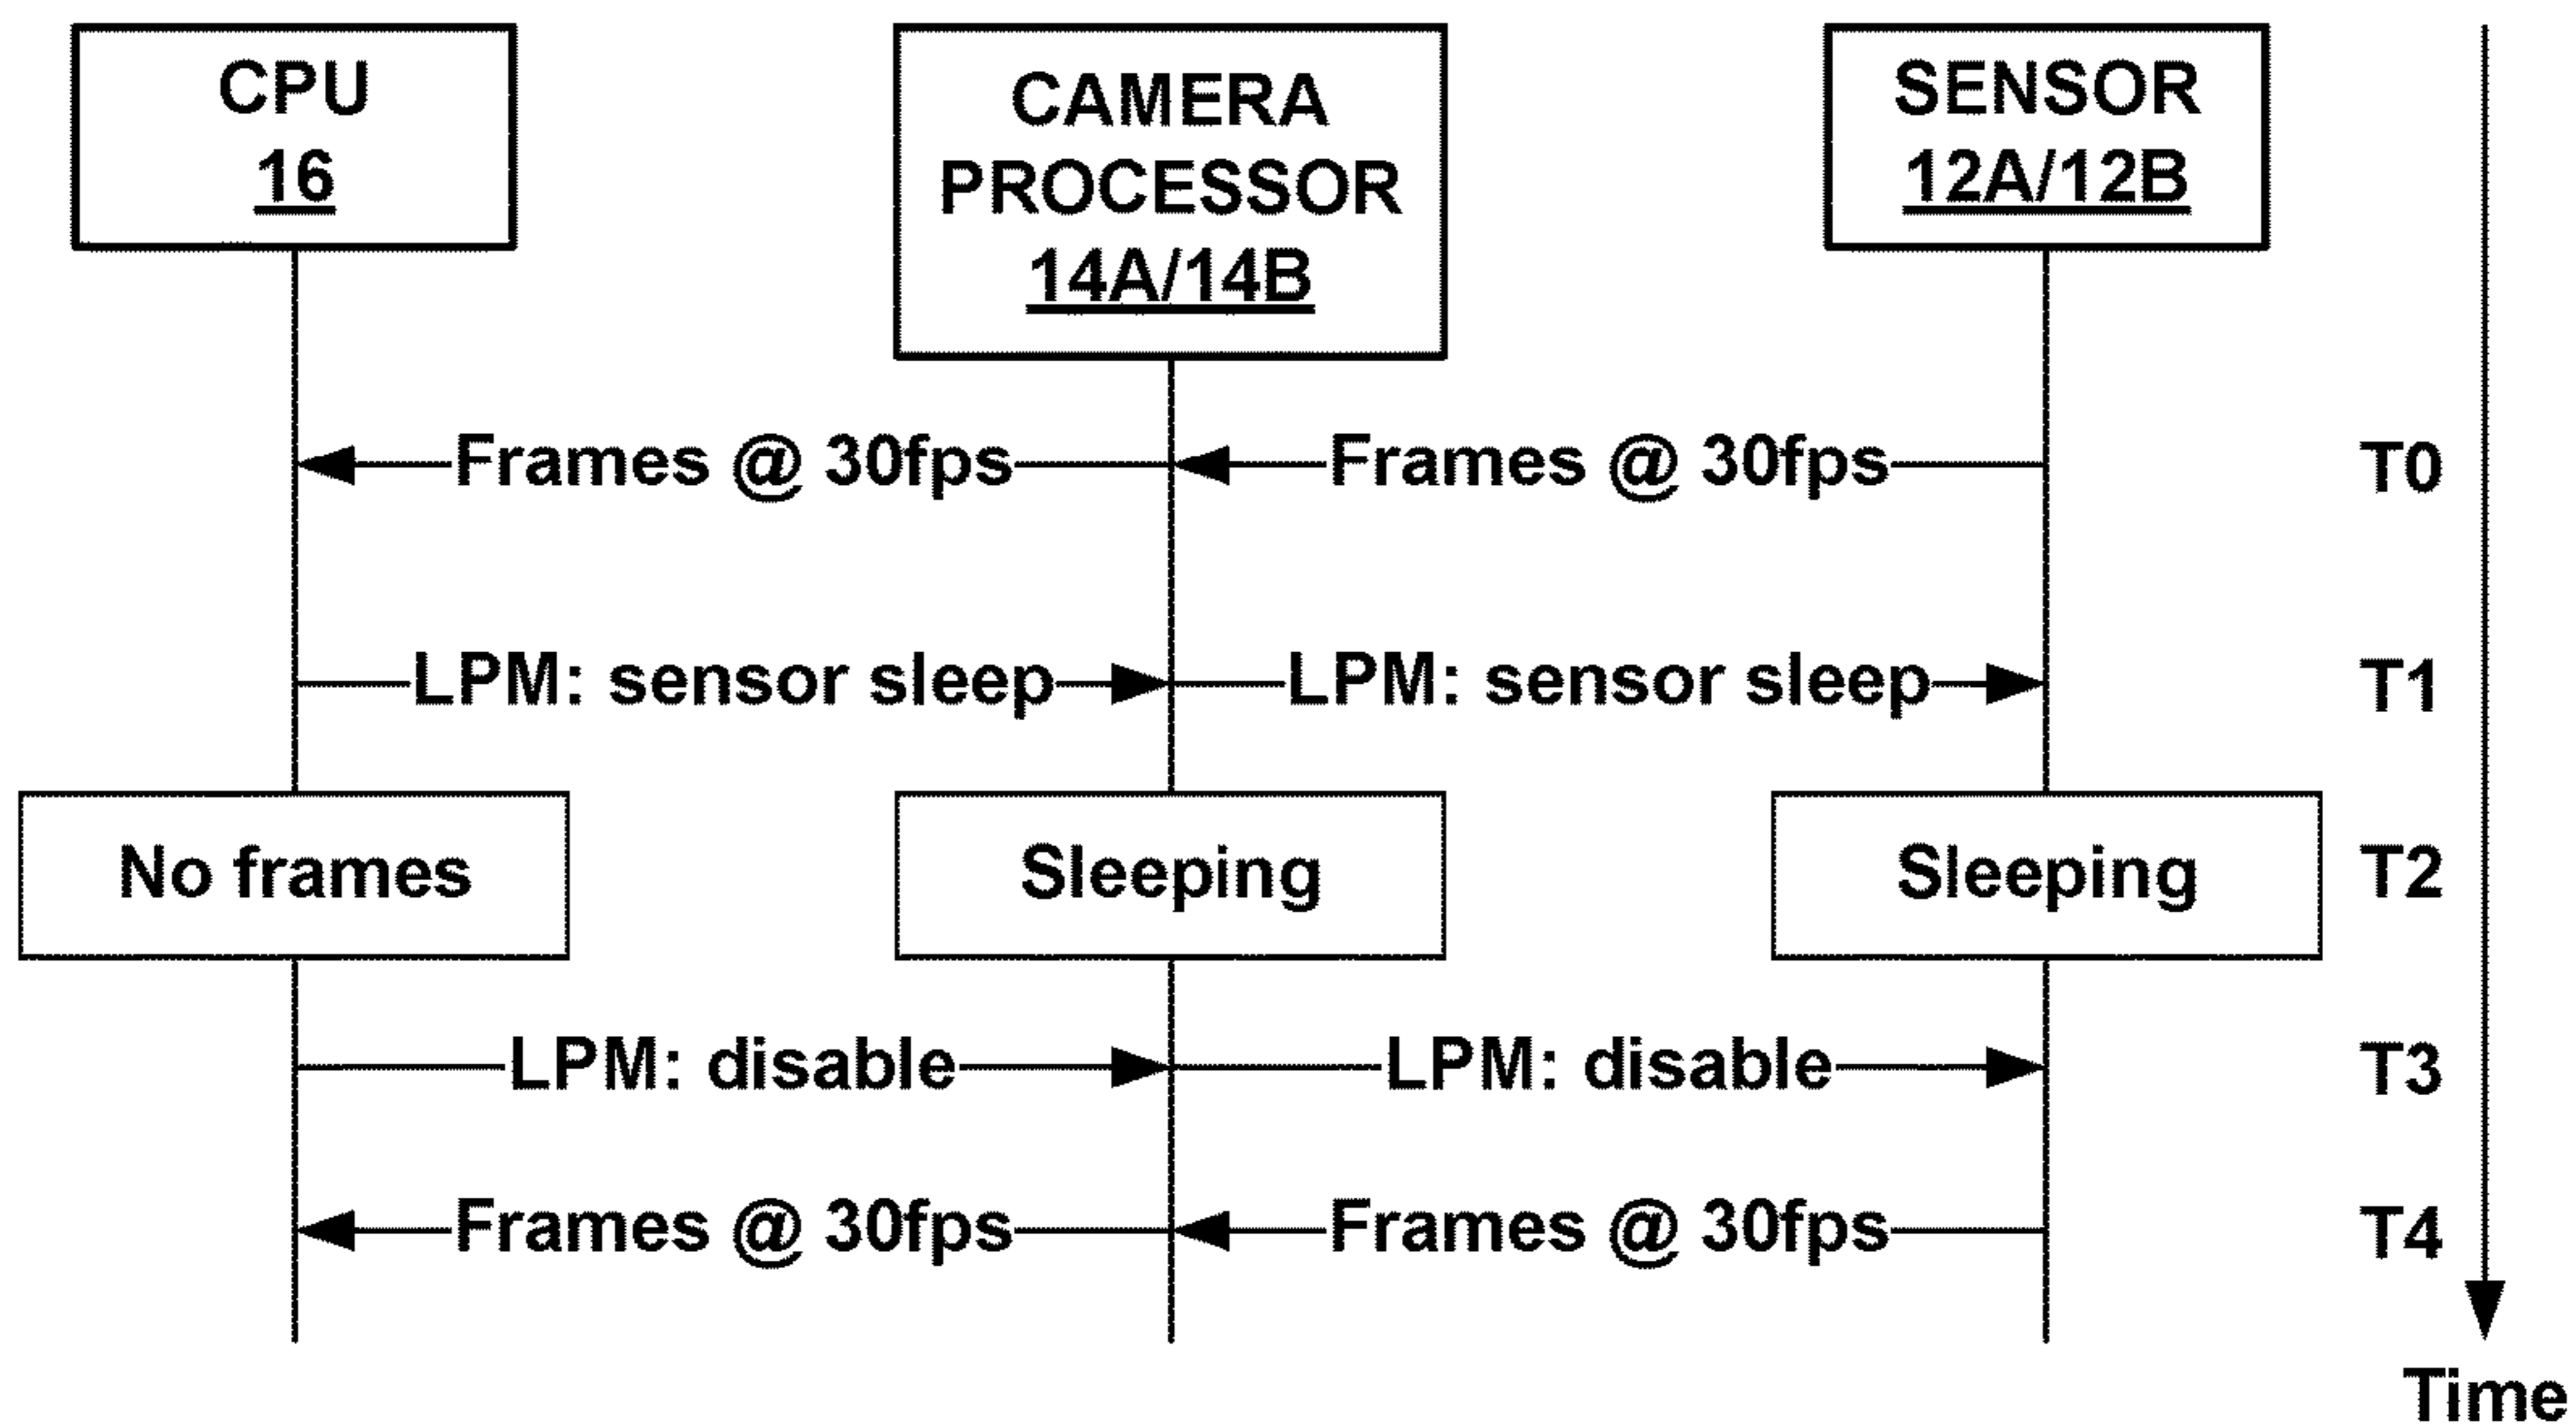 CPU
16
CAMERA
PROCESSOR
14A/14B
SENSOR
12A/12B
Frames @ 30fps
Frames @ 30fps
T0
LPM: sensor sleep
LPM: sensor sleep
T1
No frames
Sleeping
Sleeping
T2
LPM: disable
LPM: disable
T3
Frames @ 30fps
Frames @ 30fps
T4
Time